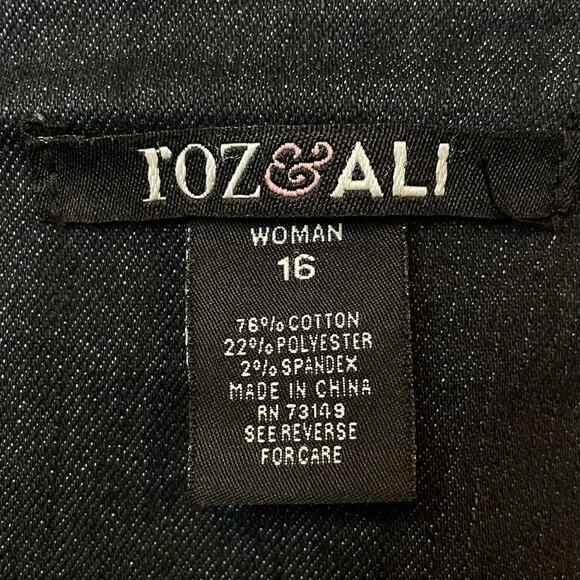 roz&ALI
WOMAN
16
76% COTTON
22% POLYESTER
2% SPANDEX
MADE IN CHINA
RN 73149
SEE REVERSE
FOR CARE